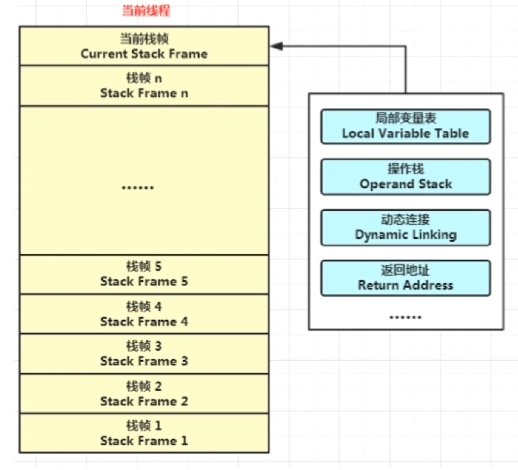 当前线程
当前栈帧
Current Stack Frame
栈帧 n
Stack Frame n
......
栈帧 5
Stack Frame 5
栈帧 4
Stack Frame 4
栈帧 3
Stack Frame 3
栈帧 2
Stack Frame 2
栈帧 1
Stack Frame 1
局部变量表
Local Variable Table
操作栈
Operand Stack
动态连接
Dynamic Linking
返回地址
Return Address
......